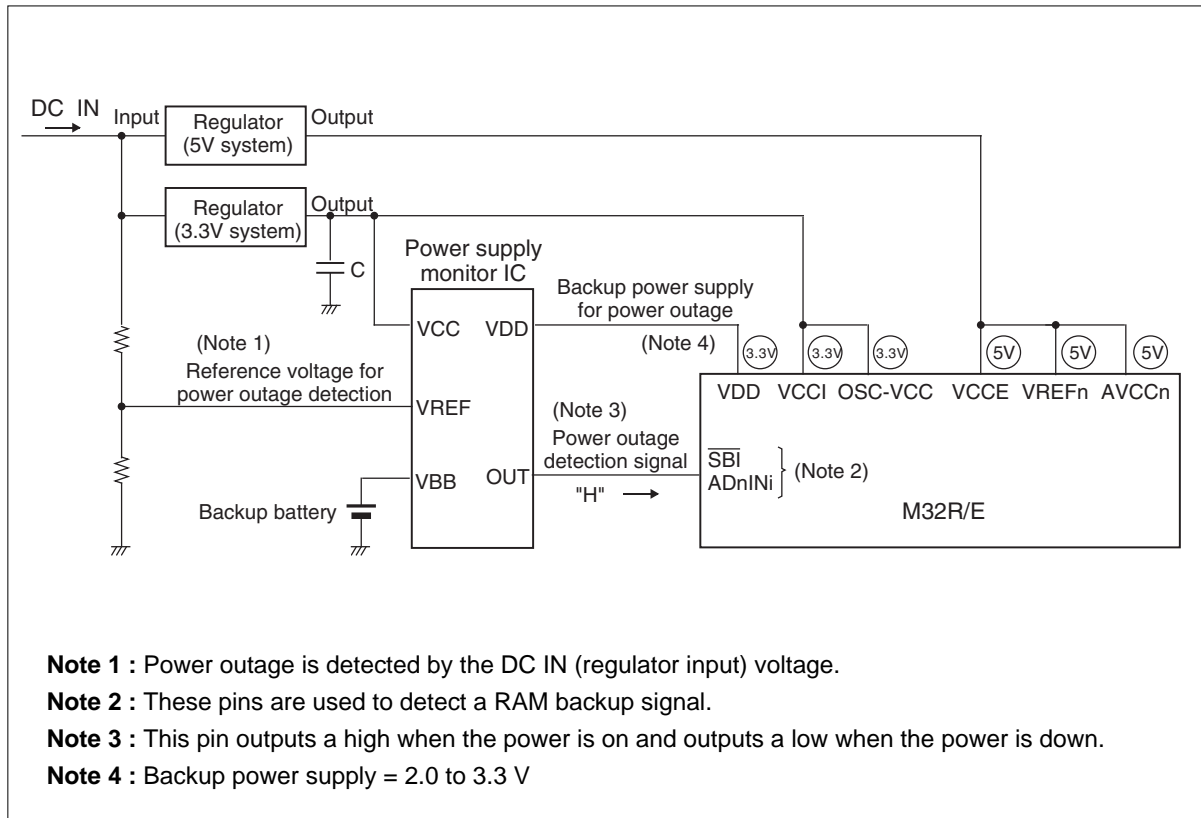 DC IN
Input
Regulator
(5V system)
Output
Regulator
(3.3V system)
Output
C
Power supply
monitor IC
VCC
VDD
VREF
VBB
OUT
(Note 1)
Reference voltage for
power outage detection
Backup battery
Backup power supply
for power outage
(Note 4)
(Note 3)
Power outage
detection signal
"H"
3.3V 3.3V 3.3V 5V 5V 5V
VDD VCCI OSC-VCC VCCE VREFn AVCCn
SBI
ADnINi
(Note 2)
M32R/E
Note 1 : Power outage is detected by the DC IN (regulator input) voltage.
Note 2 : These pins are used to detect a RAM backup signal.
Note 3 : This pin outputs a high when the power is on and outputs a low when the power is down.
Note 4 : Backup power supply = 2.0 to 3.3 V